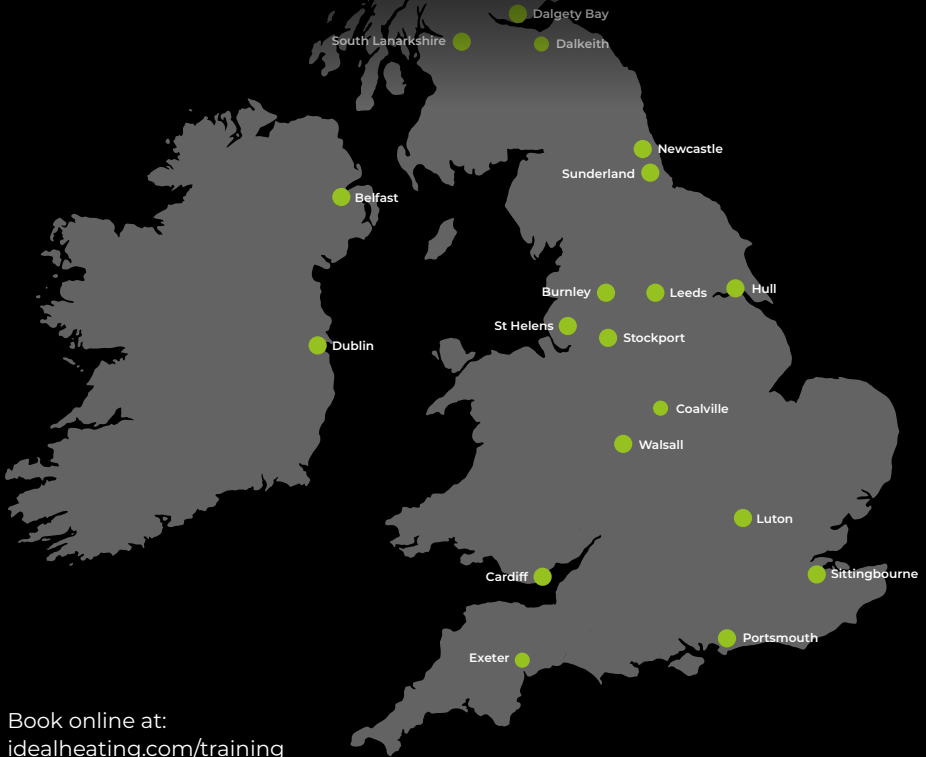 Dalgety Bay
South Lanarkshire
Dalkeith
Newcastle
Sunderland
Belfast
Burnley
Leeds
Hull
St Helens
Stockport
Dublin
Coalville
Walsall
Luton
Cardiff
Sittingbourne
Portsmouth
Exeter
Book online at:
idealheating.com/training